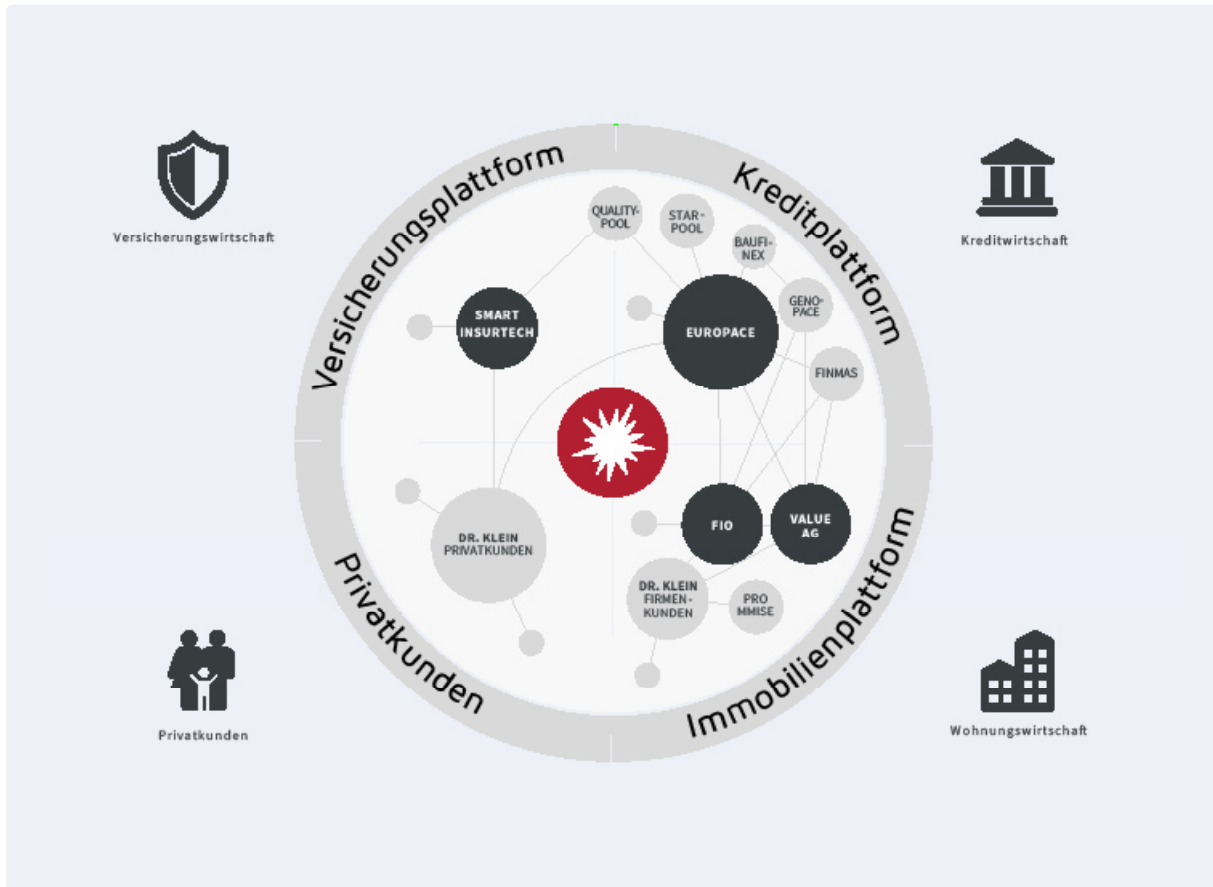 Versicherungsplattform
Kreditplattform
Versicherungswirtschaft
Kreditwirtschaft
QUALITY-
POOL
STAR-
POOL
BAUFI-
NEX
GENO-
PACE
SMART
INSURTECH
EUROPACE
FINMAS
DR. KLEIN
PRIVATKUNDEN
FIO
VALUE
AG
DR. KLEIN
FIRMEN-
KUNDEN
PRO
MMISE
Privatkunden
Immobilienplattform
Privatkunden
Wohnungswirtschaft